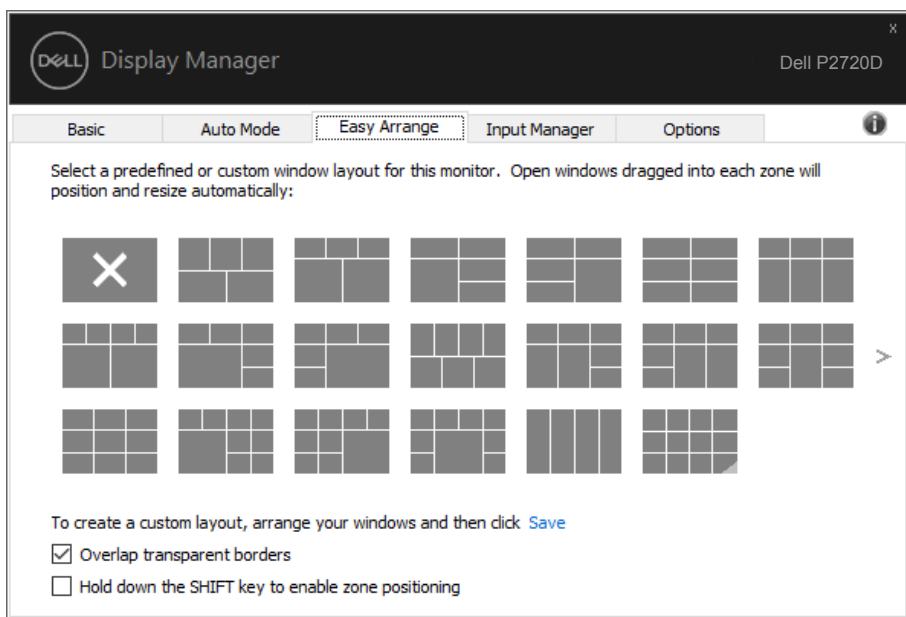 x
DELL Display Manager
Dell P2720D
Basic Auto Mode Easy Arrange Input Manager Options
Select a predefined or custom window layout for this monitor. Open windows dragged into each zone will
position and resize automatically:
>
To create a custom layout, arrange your windows and then click Save
Overlap transparent borders
Hold down the SHIFT key to enable zone positioning